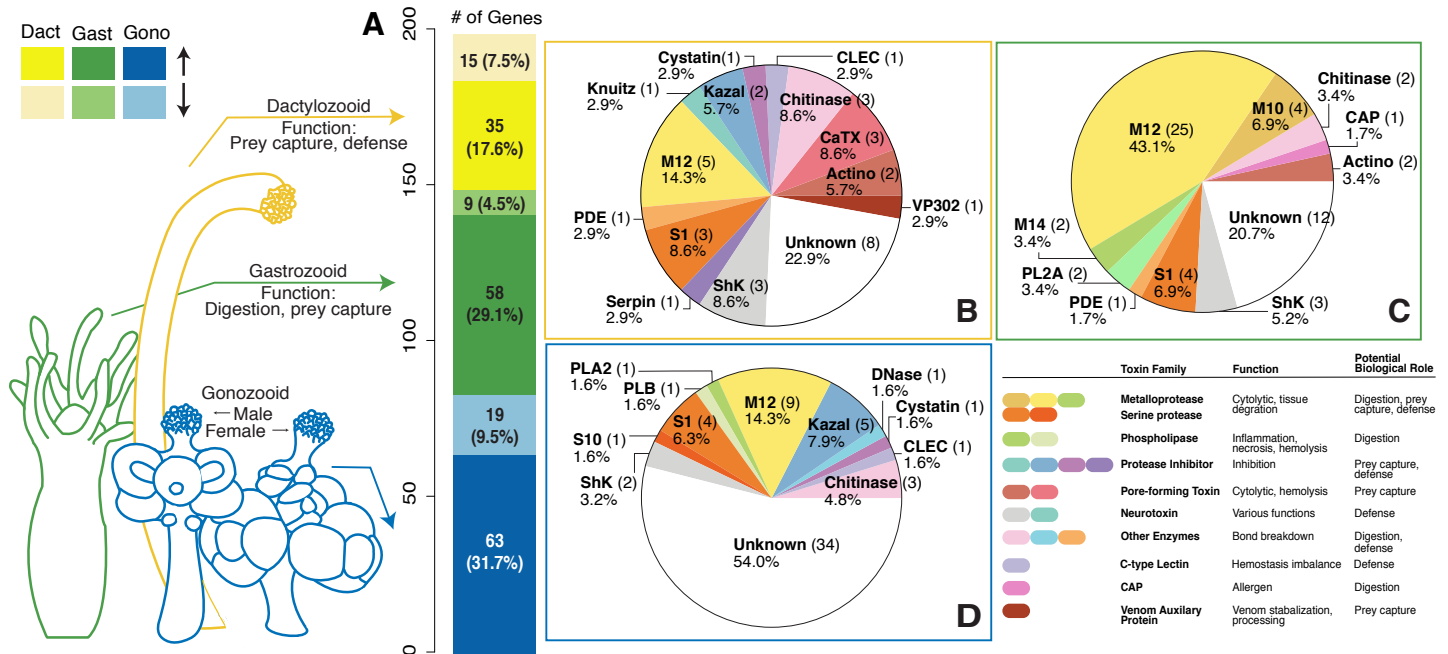 Dact Gast Gono
A
Dactylozooid
Function:
Prey capture, defense
Gastrozooid
Function:
Digestion, prey capture
Gonozooid
Male
Female
# of Genes
200
150
100
50
0
15 (7.5%)
35
(17.6%)
9 (4.5%)
58
(29.1%)
19
(9.5%)
63
(31.7%)
B
Cystatin(1)
2.9%
CLEC (1)
2.9%
Knuitz (1)
2.9%
Kazal (2)
5.7%
Chitinase (3)
8.6%
CaTX (3)
8.6%
M12 (5)
14.3%
Actino (2)
5.7%
PDE (1)
2.9%
VP302 (1)
2.9%
S1 (3)
8.6%
Unknown (8)
22.9%
Serpin (1)
2.9%
ShK (3)
8.6%
C
Chitinase (2)
3.4%
M10 (4)
6.9%
CAP (1)
1.7%
M12 (25)
43.1%
Actino (2)
3.4%
M14 (2)
3.4%
Unknown (12)
20.7%
PL2A (2)
3.4%
S1 (4)
6.9%
PDE (1)
1.7%
ShK (3)
5.2%
D
PLA2 (1)
1.6%
PLB (1)
1.6%
DNase (1)
1.6%
M12 (9)
14.3%
Cystatin (1)
1.6%
S1 (4)
6.3%
Kazal (5)
7.9%
S10 (1)
1.6%
CLEC (1)
1.6%
ShK (2)
3.2%
Chitinase (3)
4.8%
Unknown (34)
54.0%
Toxin Family Function Potential
Biological Role
Metalloprotease Cytolytic, tissue Digestion, prey
degration capture, defense
Serine protease
Phospholipase Inflammation, Digestion
necrosis, hemolysis
Protease Inhibitor Inhibition Prey capture,
defense
Pore-forming Toxin Cytolytic, hemolysis Prey capture
Neurotoxin Various functions Defense
Other Enzymes Bond breakdown Digestion,
defense
C-type Lectin Hemostasis imbalance Defense
CAP Allergen Digestion
Venom Auxilary Venom stabalization, Prey capture
Protein processing